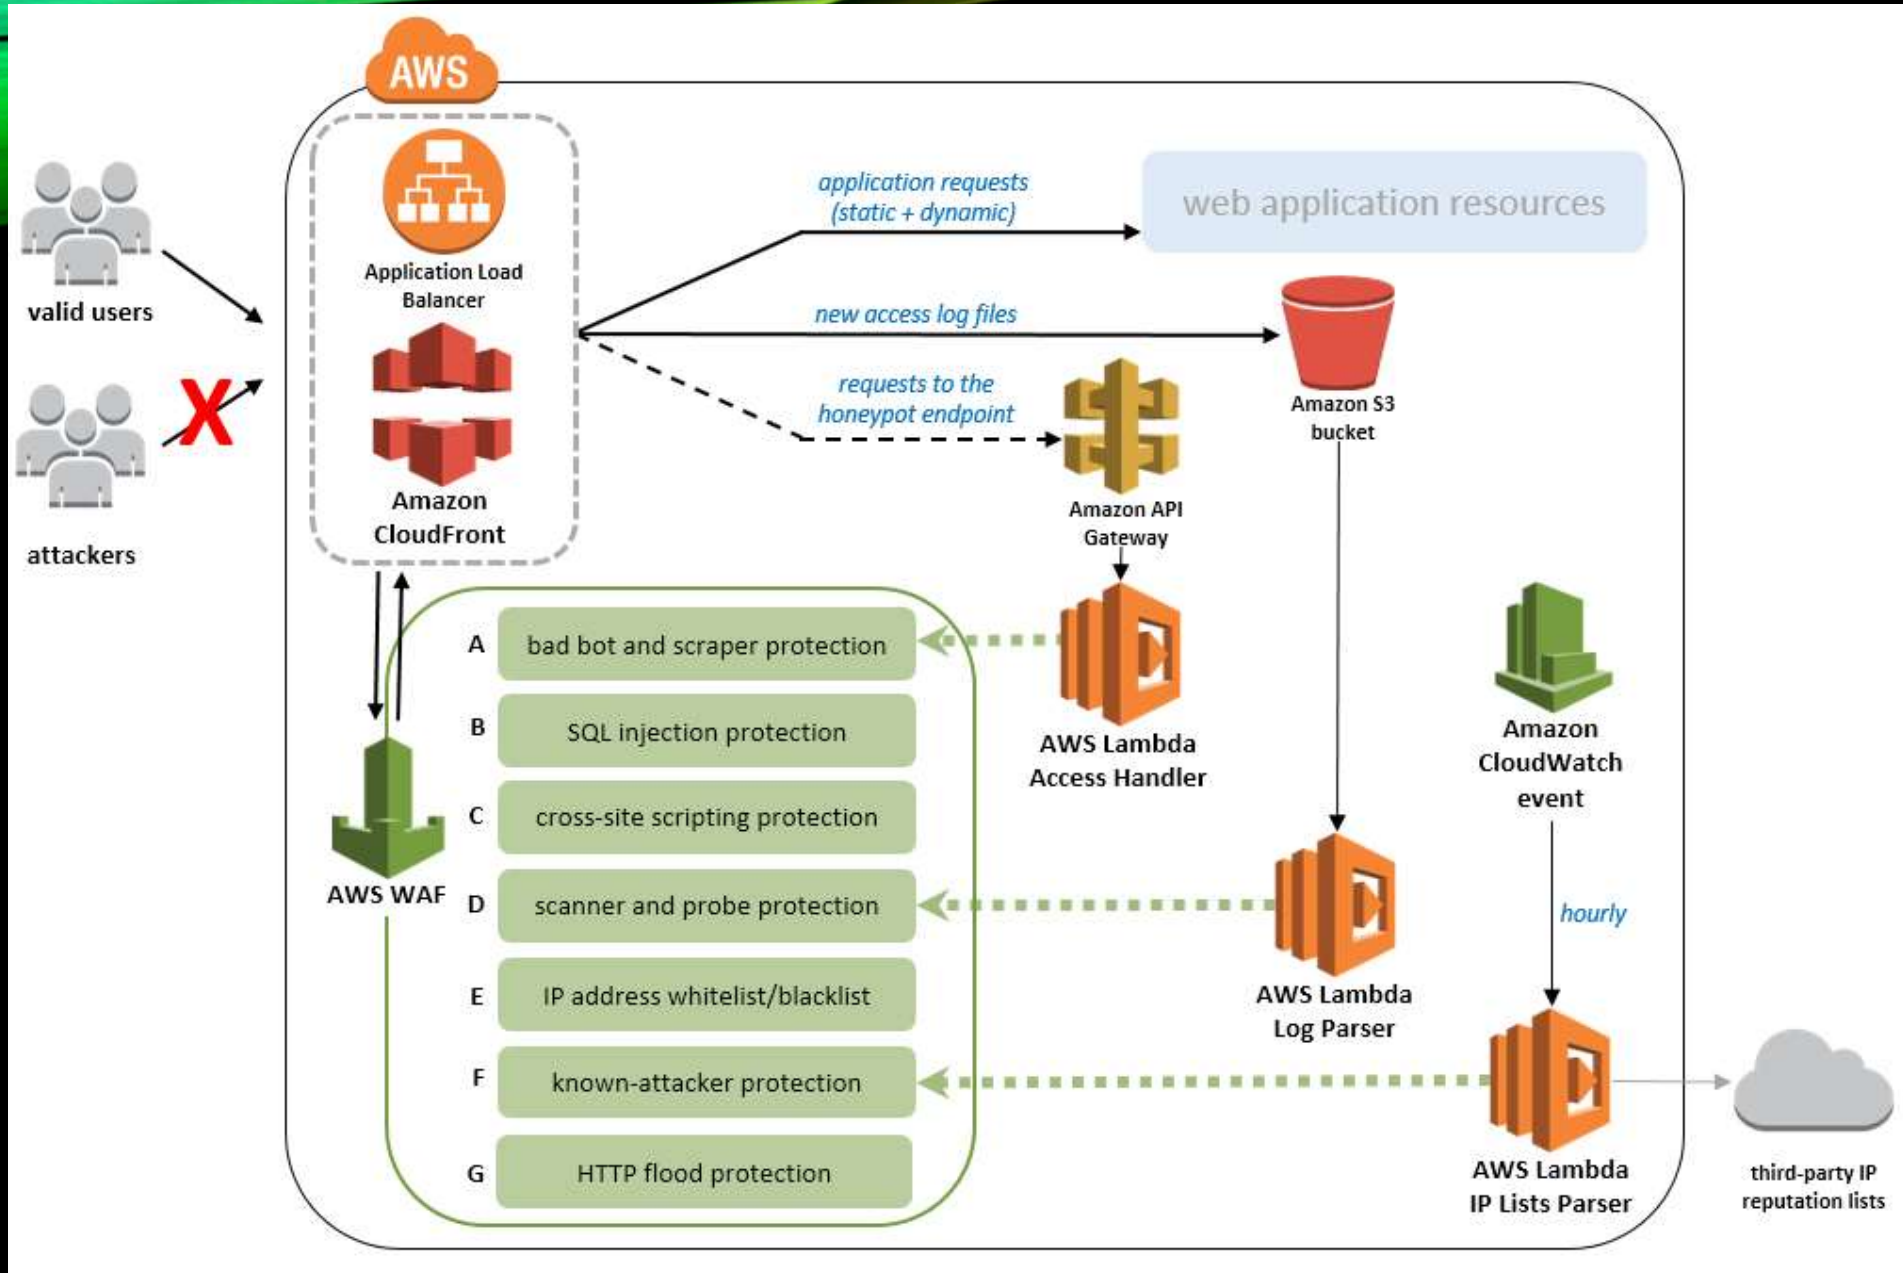 AWS
Application Load
Balancer
Amazon
CloudFront
valid users
attackers
application requests
(static + dynamic)
web application resources
new access log files
requests to the
honeypot endpoint
Amazon S3
bucket
Amazon API
Gateway
AWS Lambda
Access Handler
Amazon
CloudWatch
event
hourly
AWS WAF
A bad bot and scraper protection
B SQL injection protection
C cross-site scripting protection
D scanner and probe protection
E IP address whitelist/blacklist
F known-attacker protection
G HTTP flood protection
AWS Lambda
Log Parser
AWS Lambda
IP Lists Parser
third-party IP
reputation lists